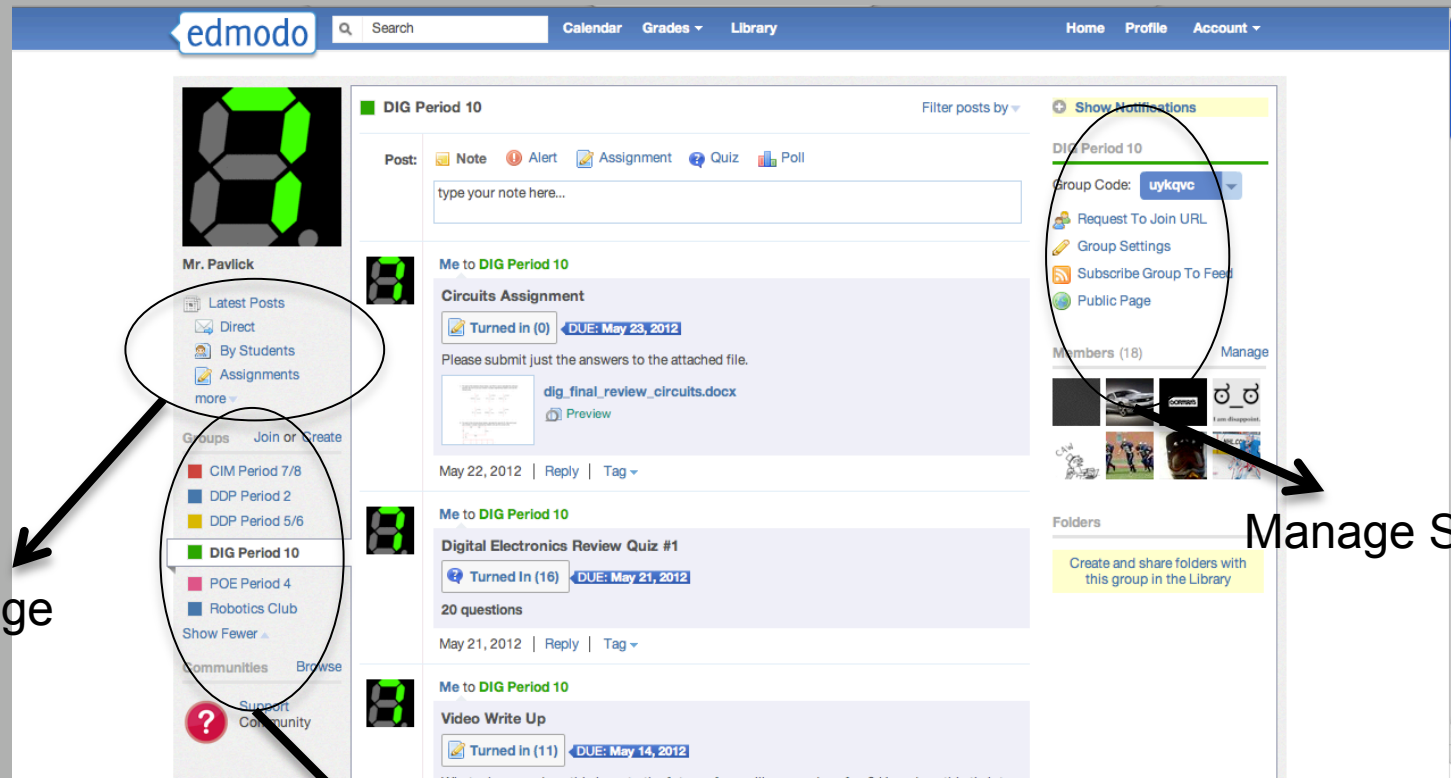 edmodo
Search
Calendar Grades Library
Home Profile Account
Mr. Pavlick
Latest Posts
Direct
By Students
Assignments
more
Groups Join or Create
CIM Period 7/8
DDP Period 2
DDP Period 5/6
DIG Period 10
POE Period 4
Robotics Club
Show Fewer
Communities Browse
Support
Community
DIG Period 10 Filter posts by
Post: Note Alert Assignment Quiz Poll
type your note here...
Me to DIG Period 10
Circuits Assignment
Turned in (0) DUE: May 23, 2012
Please submit just the answers to the attached file.
dig_final_review_circuits.docx
Preview
May 22, 2012 | Reply | Tag
Me to DIG Period 10
Digital Electronics Review Quiz #1
Turned In (16) DUE: May 21, 2012
20 questions
May 21, 2012 | Reply | Tag
Me to DIG Period 10
Video Write Up
Turned in (11) DUE: May 14, 2012
Show Notifications
DIG Period 10
Group Code: uykqvc
Request To Join URL
Group Settings
Subscribe Group To Feed
Public Page
Members (18) Manage
I am disappoint.
CAW
Folders
Create and share folders with
this group in the Library
Manage S
ge